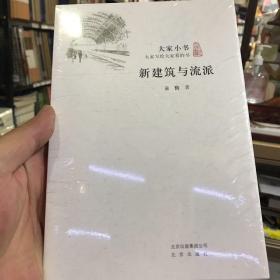 大家小书
大家写给大家看的书
新建筑与流派
童寯 著
北京出版集团公司
北京出版社